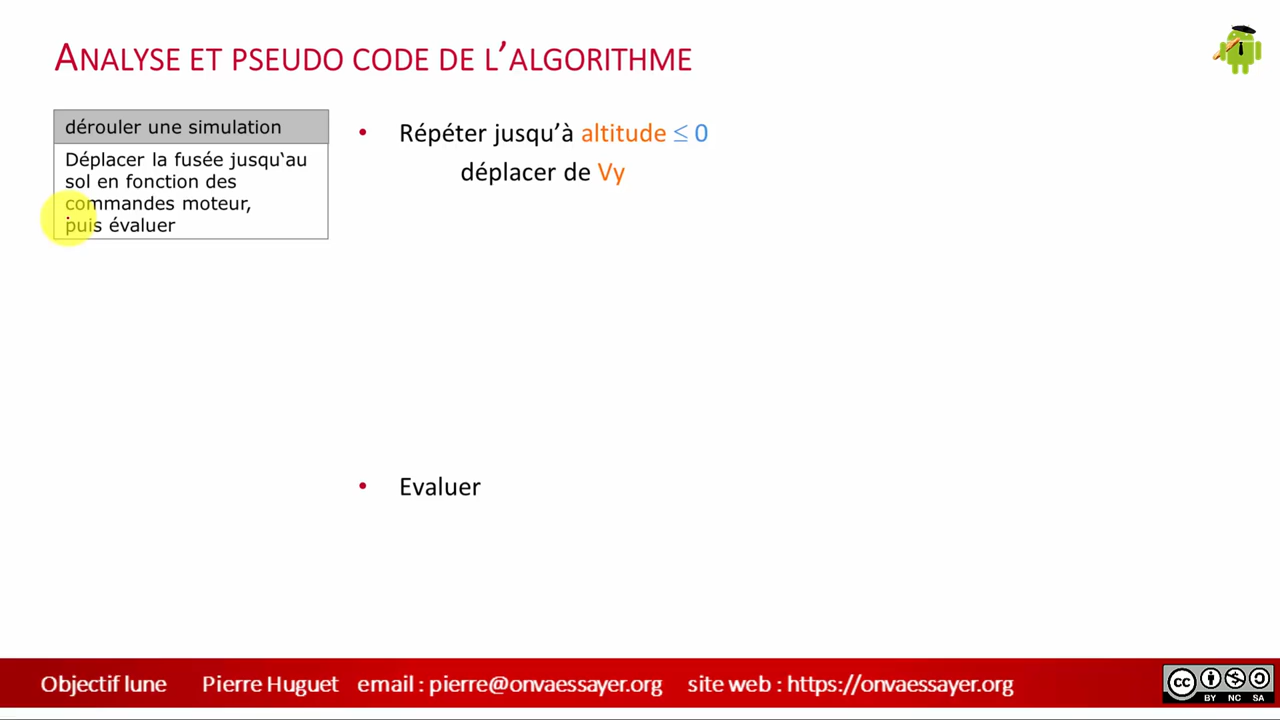 ANALYSE ET PSEUDO CODE DE L’ALGORITHME
dérouler une simulation
Déplacer la fusée jusqu‘au
sol en fonction des
commandes moteur,
puis évaluer
• Répéter jusqu’à altitude ≤ 0
déplacer de Vy
• Evaluer
Objectif lune Pierre Huguet email : pierre@onvaessayer.org site web : https://onvaessayer.org
CC BY NC SA